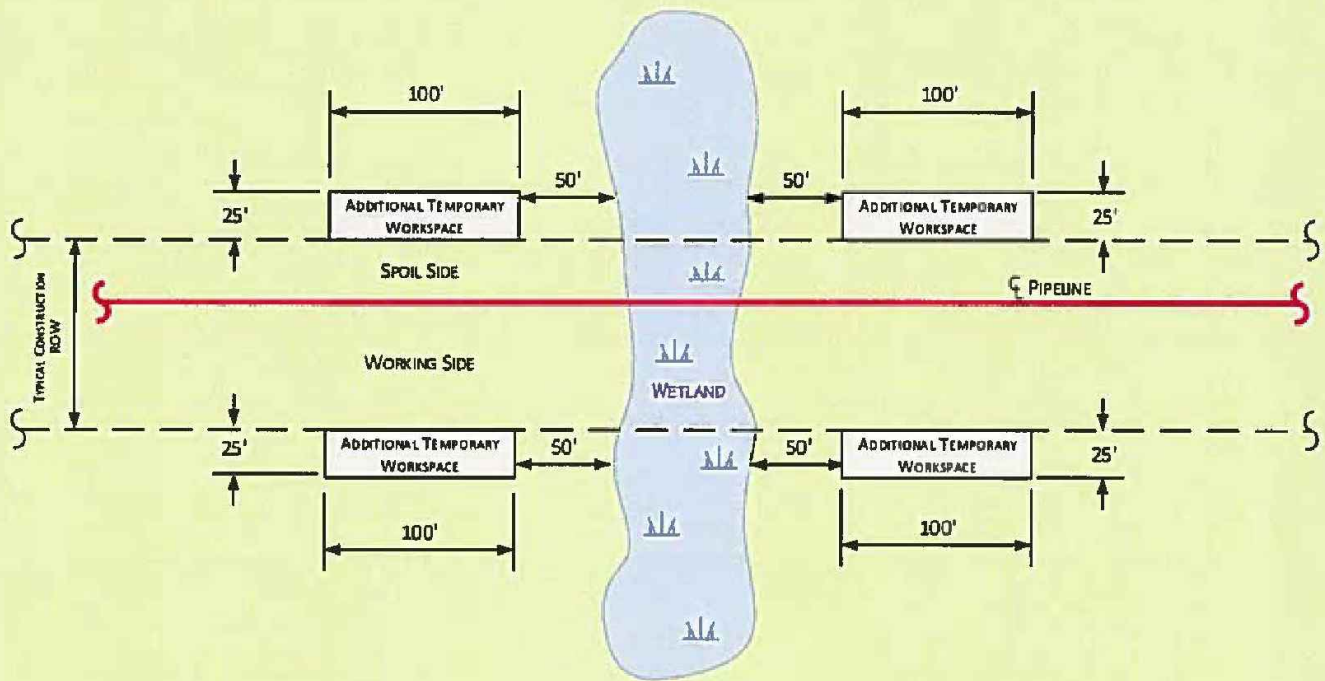 100'
100'
50'
50'
25'
ADDITIONAL TEMPORARY
WORKSPACE
ADDITIONAL TEMPORARY
WORKSPACE
25'
TYPICAL CONSTRUCTION
ROW
SPOIL SIDE
℄ PIPELINE
WORKING SIDE
WETLAND
25'
ADDITIONAL TEMPORARY
WORKSPACE
50'
50'
ADDITIONAL TEMPORARY
WORKSPACE
25'
100'
100'